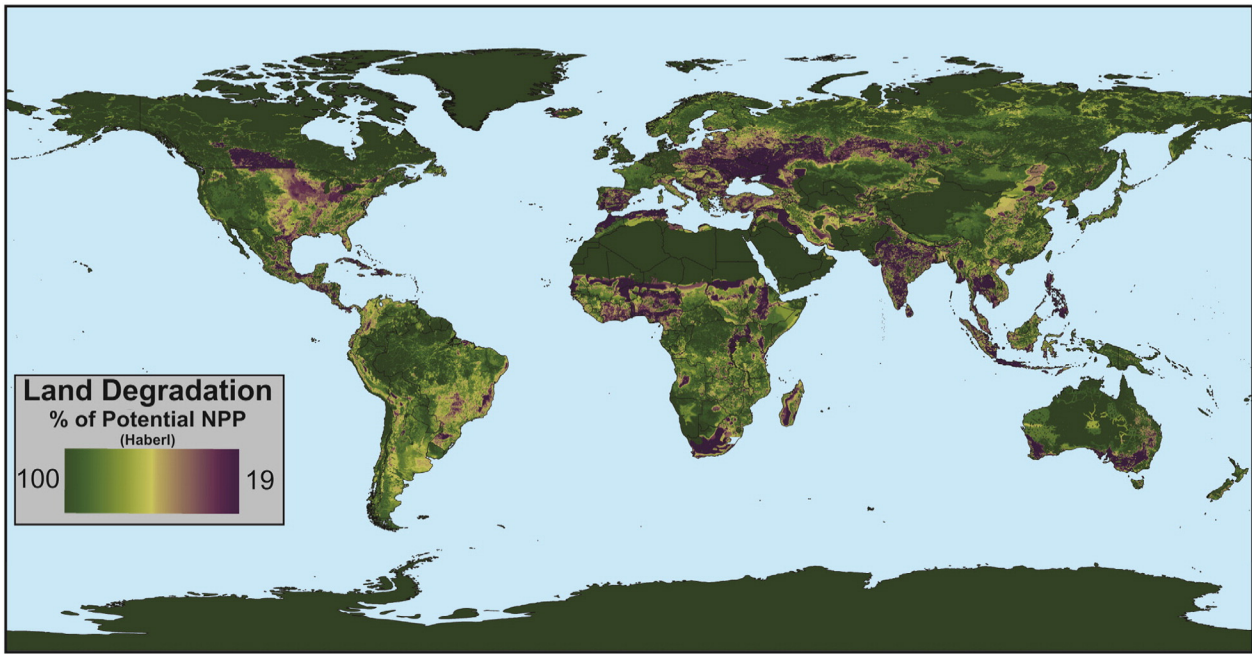 Land Degradation
% of Potential NPP
(Haberl)
100 19